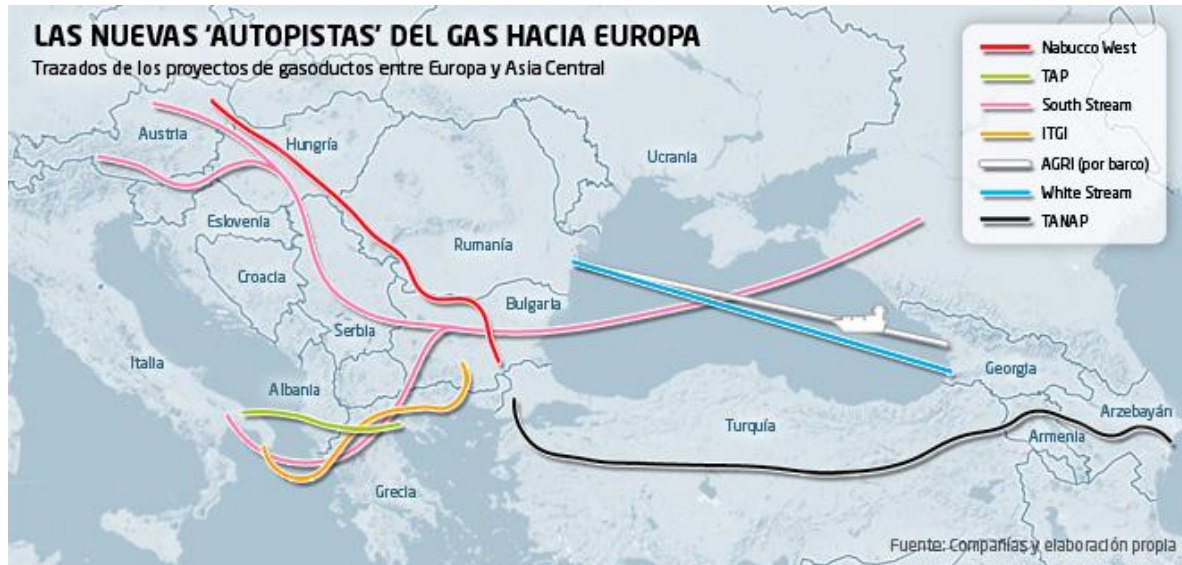 LAS NUEVAS ‘AUTOPISTAS’ DEL GAS HACIA EUROPA
Trazados de los proyectos de gasoductos entre Europa y Asia Central
Nabucco West
TAP
South Stream
ITGI
AGRI (por barco)
White Stream
TANAP
Austria
Hungría
Ucrania
Eslovenia
Rumanía
Croacia
Bulgaria
Serbia
Italia
Albania
Georgia
Turquía
Arzebayán
Armenia
Grecia
Fuente: Compañías y elaboración propia